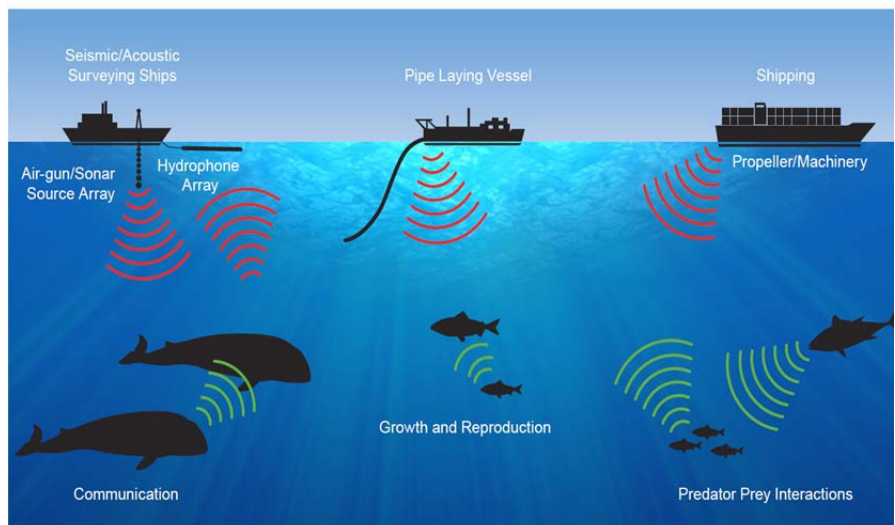 Seismic/Acoustic
Surveying Ships
Pipe Laying Vessel
Shipping
Hydrophone
Array
Air-gun/Sonar
Source Array
Propeller/Machinery
Growth and Reproduction
Communication
Predator Prey Interactions